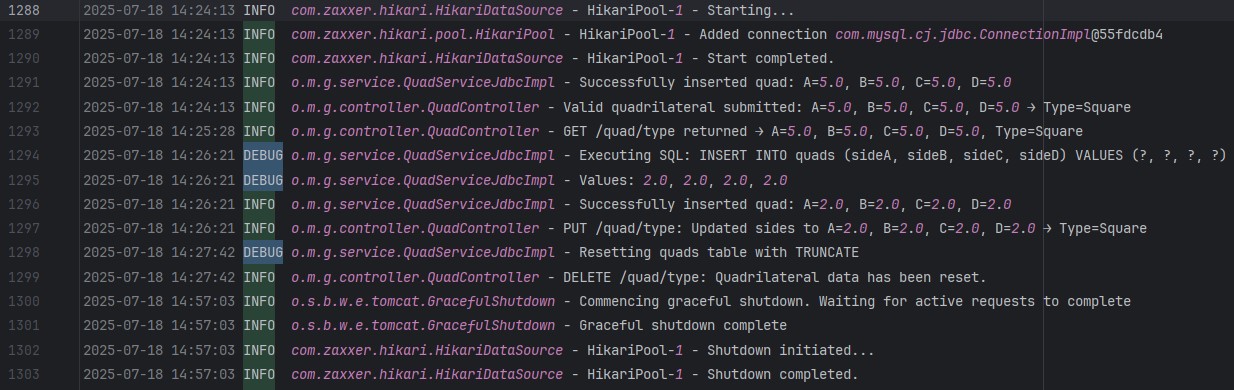 1288 2025-07-18 14:24:13 INFO com.zaxxer.hikari.HikariDataSource - HikariPool-1 - Starting...
1289 2025-07-18 14:24:13 INFO com.zaxxer.hikari.pool.HikariPool - HikariPool-1 - Added connection com.mysql.cj.jdbc.ConnectionImpl@55fdcdb4
1290 2025-07-18 14:24:13 INFO com.zaxxer.hikari.HikariDataSource - HikariPool-1 - Start completed.
1291 2025-07-18 14:24:13 INFO o.m.g.service.QuadServiceJdbcImpl - Successfully inserted quad: A=5.0, B=5.0, C=5.0, D=5.0
1292 2025-07-18 14:24:13 INFO o.m.g.controller.QuadController - Valid quadrilateral submitted: A=5.0, B=5.0, C=5.0, D=5.0 → Type=Square
1293 2025-07-18 14:25:28 INFO o.m.g.controller.QuadController - GET /quad/type returned → A=5.0, B=5.0, C=5.0, D=5.0, Type=Square
1294 2025-07-18 14:26:21 DEBUG o.m.g.service.QuadServiceJdbcImpl - Executing SQL: INSERT INTO quads (sideA, sideB, sideC, sideD) VALUES (?, ?, ?, ?)
1295 2025-07-18 14:26:21 DEBUG o.m.g.service.QuadServiceJdbcImpl - Values: 2.0, 2.0, 2.0, 2.0
1296 2025-07-18 14:26:21 INFO o.m.g.service.QuadServiceJdbcImpl - Successfully inserted quad: A=2.0, B=2.0, C=2.0, D=2.0
1297 2025-07-18 14:26:21 INFO o.m.g.controller.QuadController - PUT /quad/type: Updated sides to A=2.0, B=2.0, C=2.0, D=2.0 → Type=Square
1298 2025-07-18 14:27:42 DEBUG o.m.g.service.QuadServiceJdbcImpl - Resetting quads table with TRUNCATE
1299 2025-07-18 14:27:42 INFO o.m.g.controller.QuadController - DELETE /quad/type: Quadrilateral data has been reset.
1300 2025-07-18 14:57:03 INFO o.s.b.w.e.tomcat.GracefulShutdown - Commencing graceful shutdown. Waiting for active requests to complete
1301 2025-07-18 14:57:03 INFO o.s.b.w.e.tomcat.GracefulShutdown - Graceful shutdown complete
1302 2025-07-18 14:57:03 INFO com.zaxxer.hikari.HikariDataSource - HikariPool-1 - Shutdown initiated...
1303 2025-07-18 14:57:03 INFO com.zaxxer.hikari.HikariDataSource - HikariPool-1 - Shutdown completed.